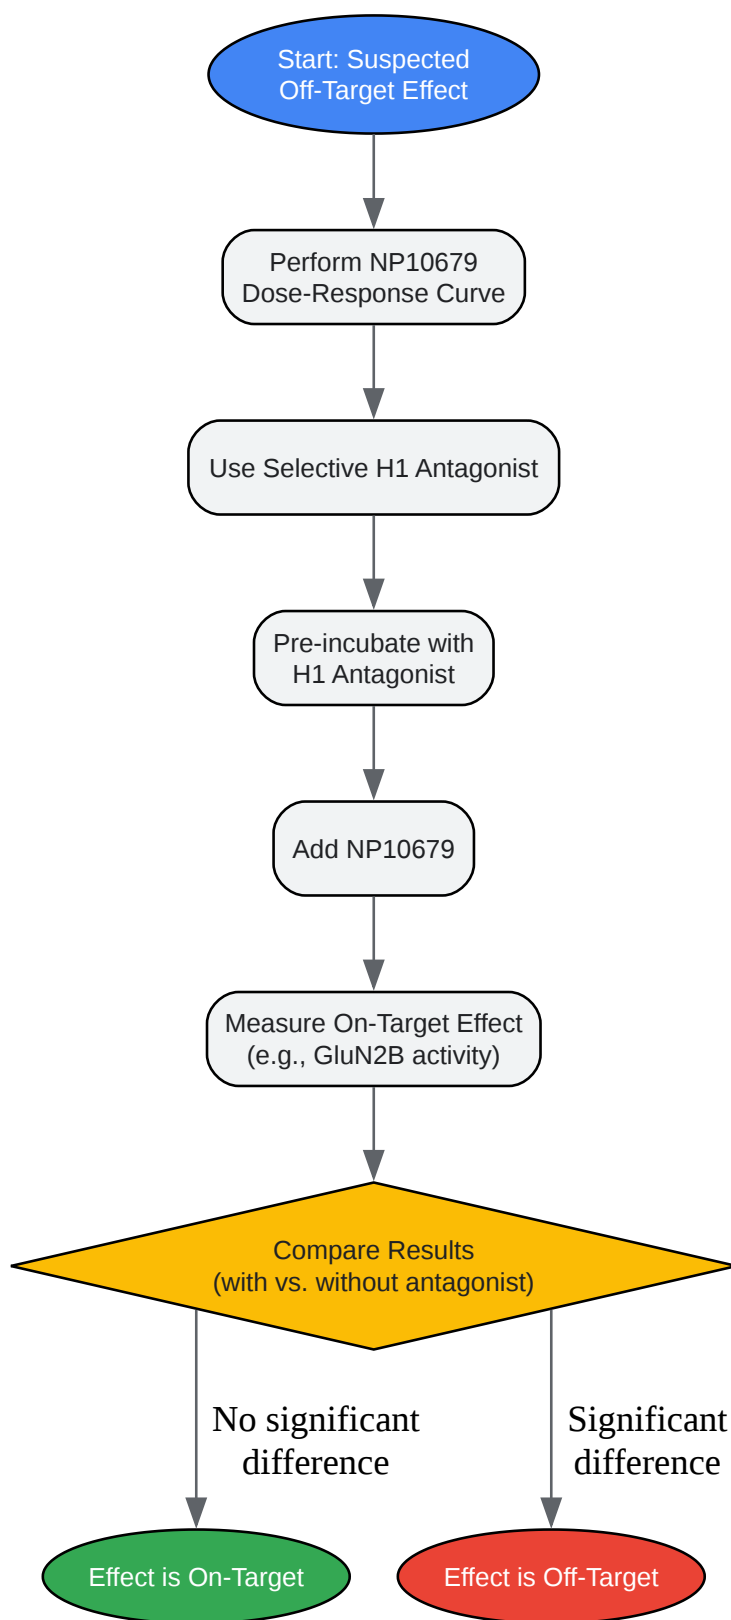 Start: Suspected
Off-Target Effect
Perform NP10679
Dose-Response Curve
Use Selective H1 Antagonist
Pre-incubate with
H1 Antagonist
Add NP10679
Measure On-Target Effect
(e.g., GluN2B activity)
Compare Results
(with vs. without antagonist)
No significant
difference
Significant
difference
Effect is On-Target
Effect is Off-Target